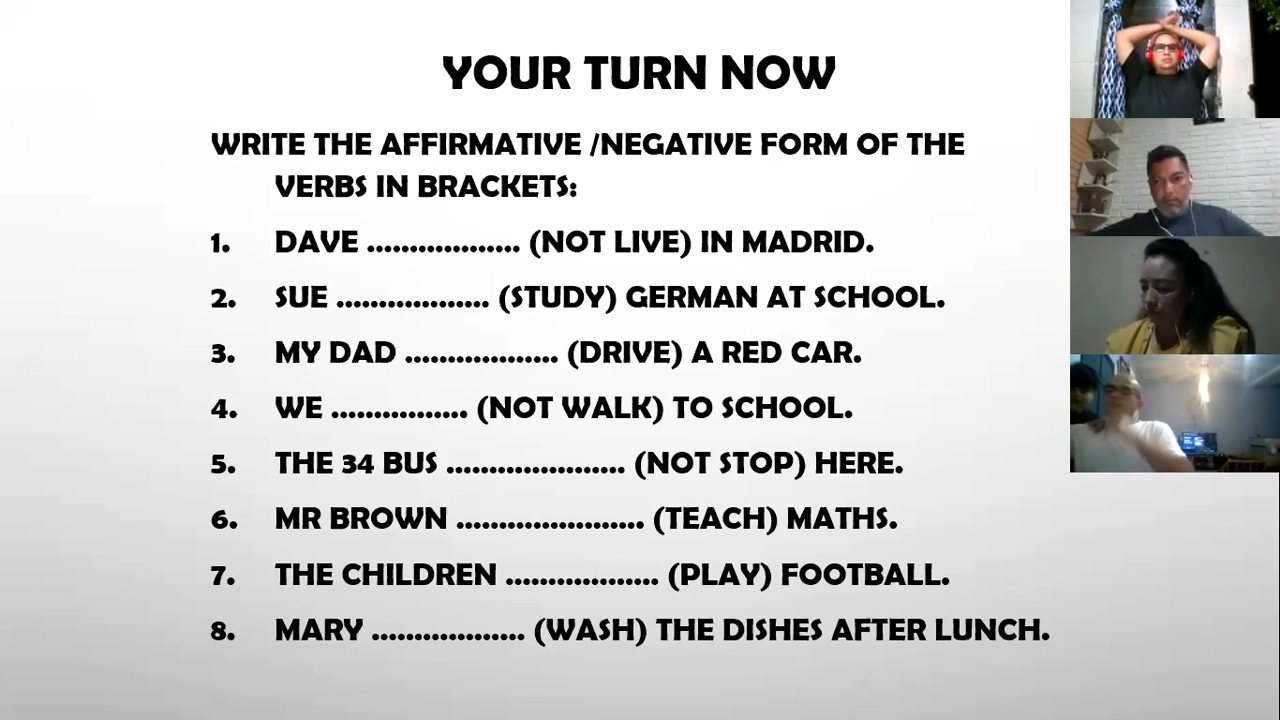 YOUR TURN NOW
WRITE THE AFFIRMATIVE /NEGATIVE FORM OF THE
VERBS IN BRACKETS:
1. DAVE .................. (NOT LIVE) IN MADRID.
2. SUE .................. (STUDY) GERMAN AT SCHOOL.
3. MY DAD .................. (DRIVE) A RED CAR.
4. WE ................ (NOT WALK) TO SCHOOL.
5. THE 34 BUS ..................... (NOT STOP) HERE.
6. MR BROWN ...................... (TEACH) MATHS.
7. THE CHILDREN .................. (PLAY) FOOTBALL.
8. MARY .................. (WASH) THE DISHES AFTER LUNCH.